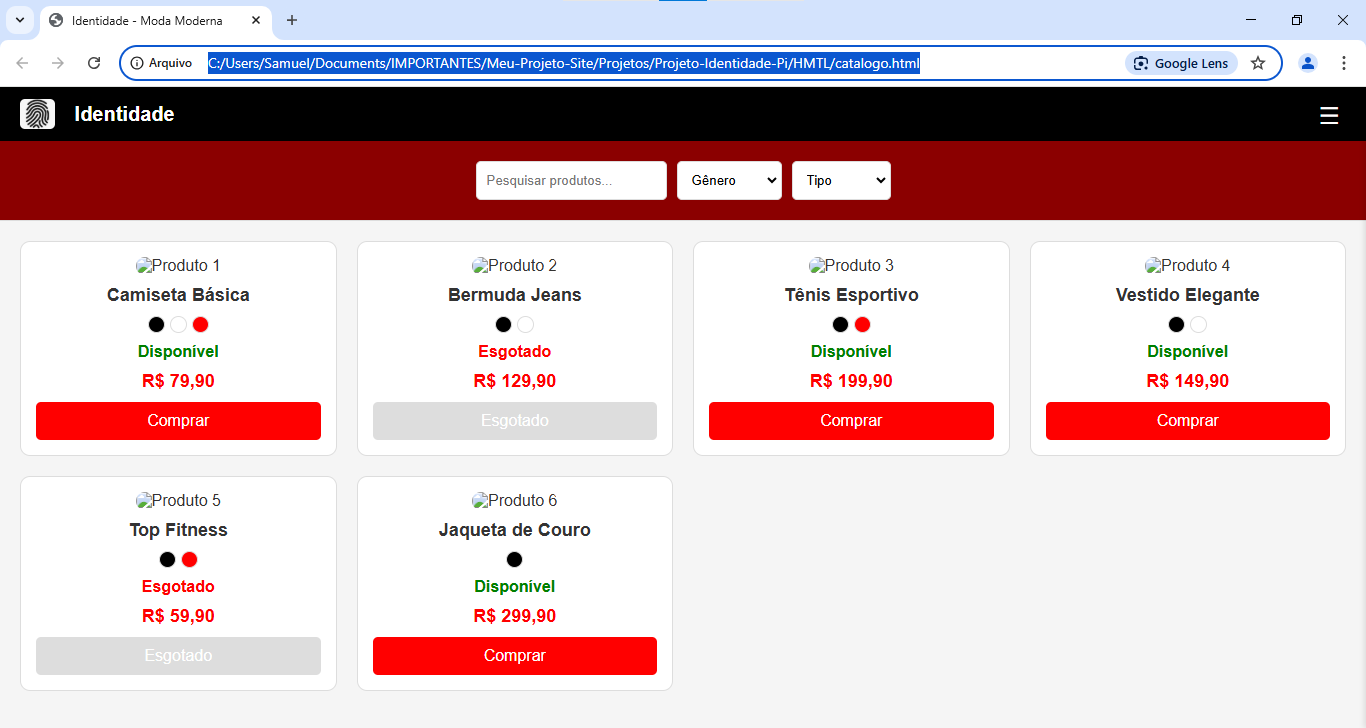 Identidade - Moda Moderna
Arquivo C:/Users/Samuel/Documents/IMPORTANTES/Meu-Projeto-Site/Projetos/Projeto-Identidade-Pi/HMTL/catalogo.html Google Lens
Identidade
Pesquisar produtos... Gênero Tipo
Produto 1
Camiseta Básica
Disponível
R$ 79,90
Comprar
Produto 2
Bermuda Jeans
Esgotado
R$ 129,90
Esgotado
Produto 3
Tênis Esportivo
Disponível
R$ 199,90
Comprar
Produto 4
Vestido Elegante
Disponível
R$ 149,90
Comprar
Produto 5
Top Fitness
Esgotado
R$ 59,90
Esgotado
Produto 6
Jaqueta de Couro
Disponível
R$ 299,90
Comprar